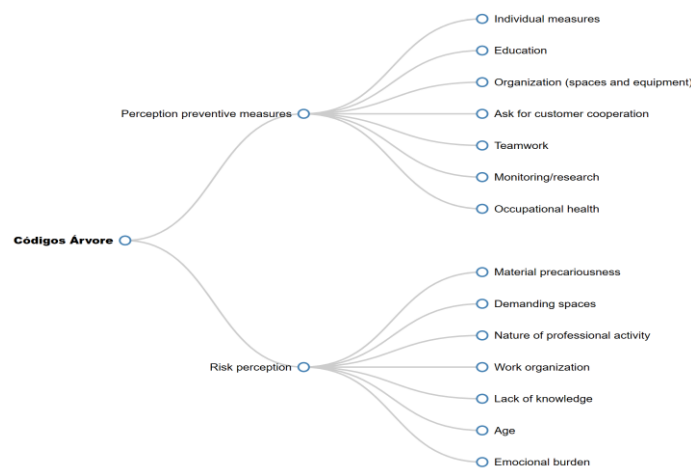 Individual measures
Education
Organization (spaces and equipment)
Perception preventive measures
Ask for customer cooperation
Teamwork
Monitoring/research
Occupational health
Códigos Árvore
Material precariousness
Demanding spaces
Nature of professional activity
Risk perception
Work organization
Lack of knowledge
Age
Emocional burden